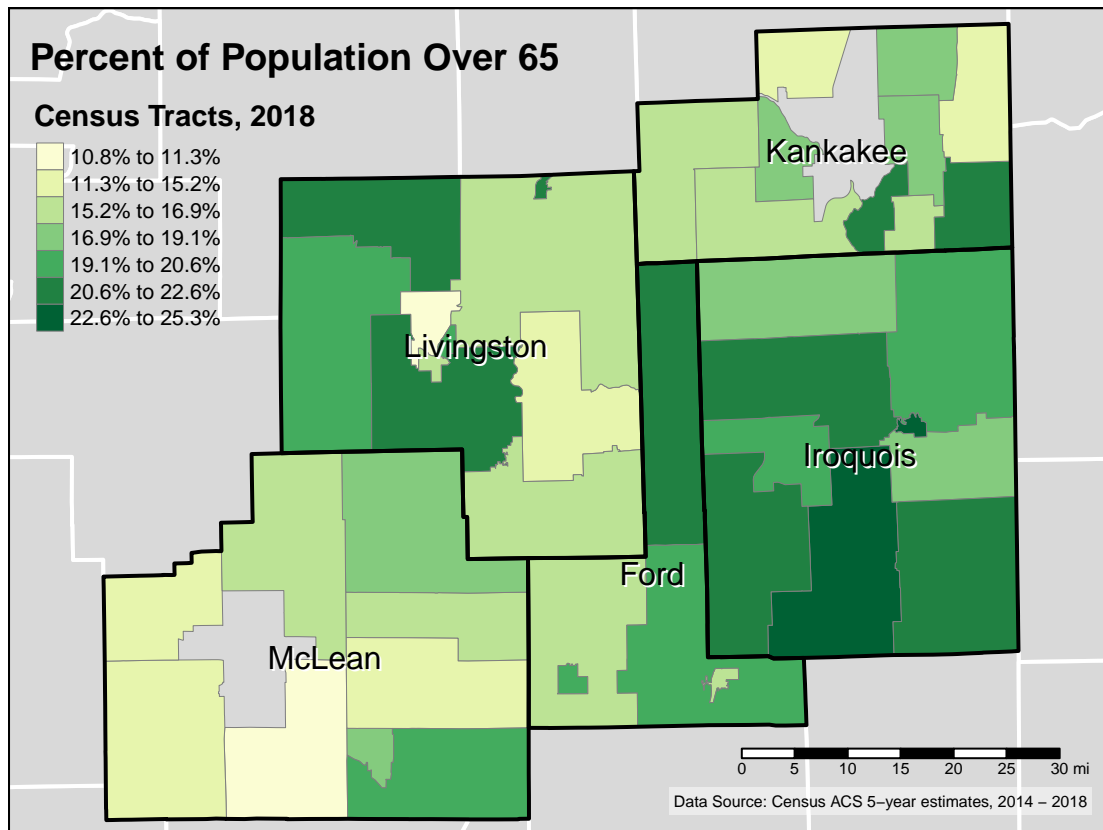 Percent of Population Over 65
Census Tracts, 2018
10.8% to 11.3%
11.3% to 15.2%
15.2% to 16.9%
16.9% to 19.1%
19.1% to 20.6%
20.6% to 22.6%
22.6% to 25.3%
Kankakee
Livingston
Iroquois
Ford
McLean
0 5 10 15 20 25 30 mi
Data Source: Census ACS 5−year estimates, 2014 − 2018